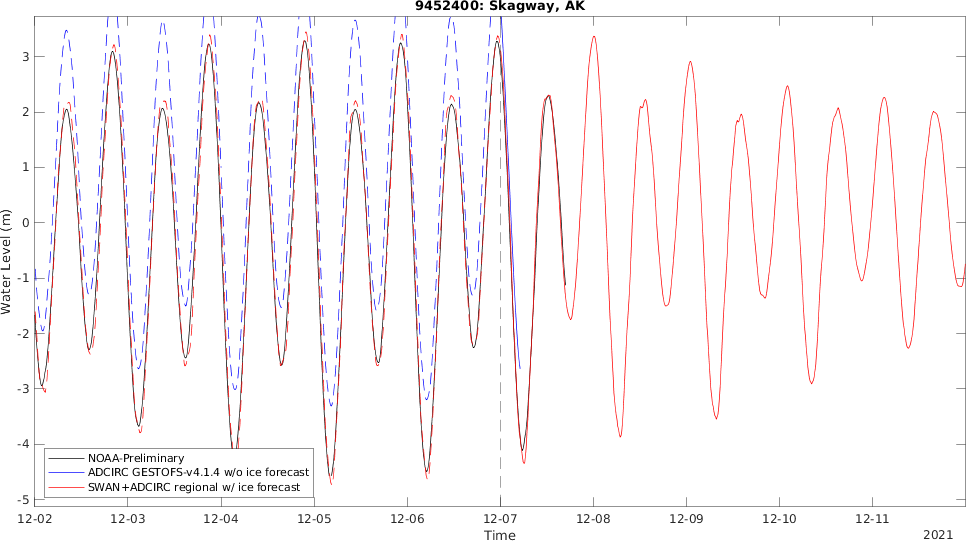 9452400: Skagway, AK
3
2
1
0
-1
-2
-3
-4
-5
Water Level (m)
NOAA-Preliminary
ADCIRC GESTOFS-v4.1.4 w/o ice forecast
SWAN+ADCIRC regional w/ ice forecast
12-02 12-03 12-04 12-05 12-06 12-07 12-08 12-09 12-10 12-11
Time
2021